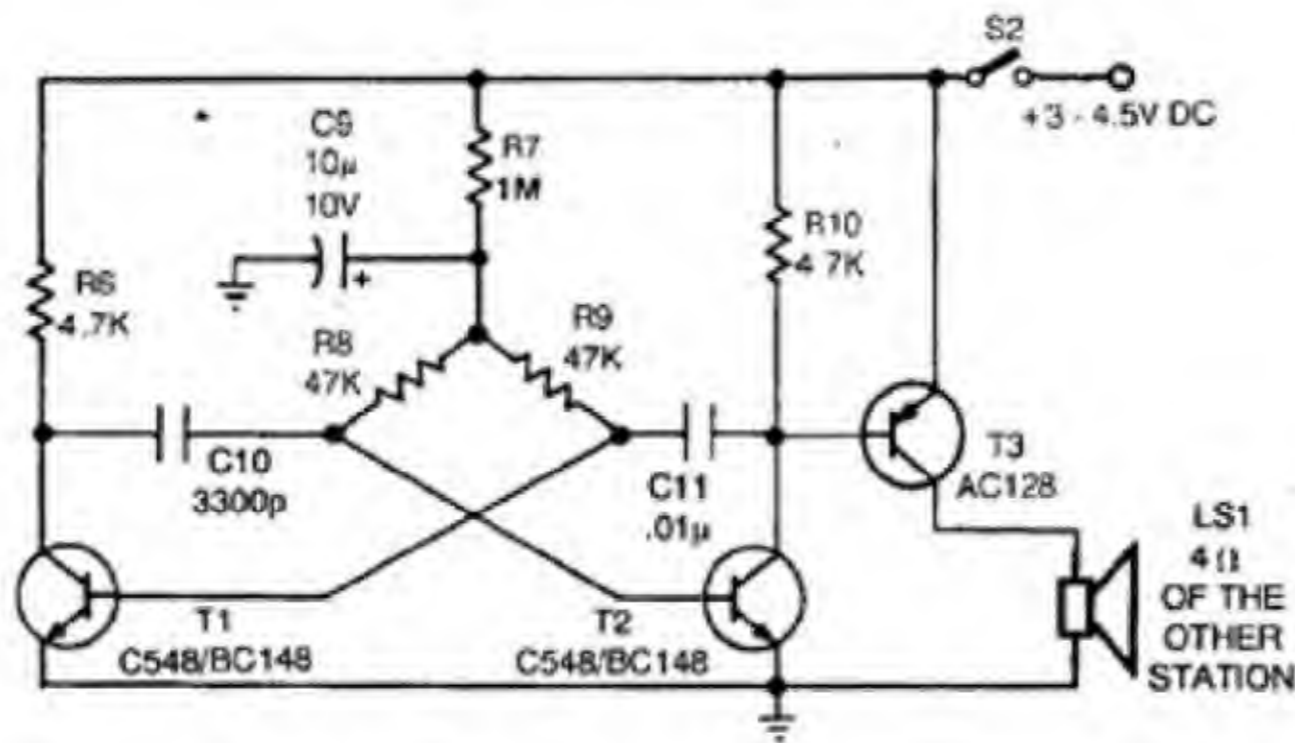 S2
+3 - 4.5V DC
C9
10µ
10V
R7
1M
R10
4.7K
R6
4.7K
R8
47K
R9
47K
+
C10
3300p
C11
.01µ
T3
AC128
T1
C548/BC148
T2
C548/BC148
LS1
4Ω
OF THE
OTHER
STATION